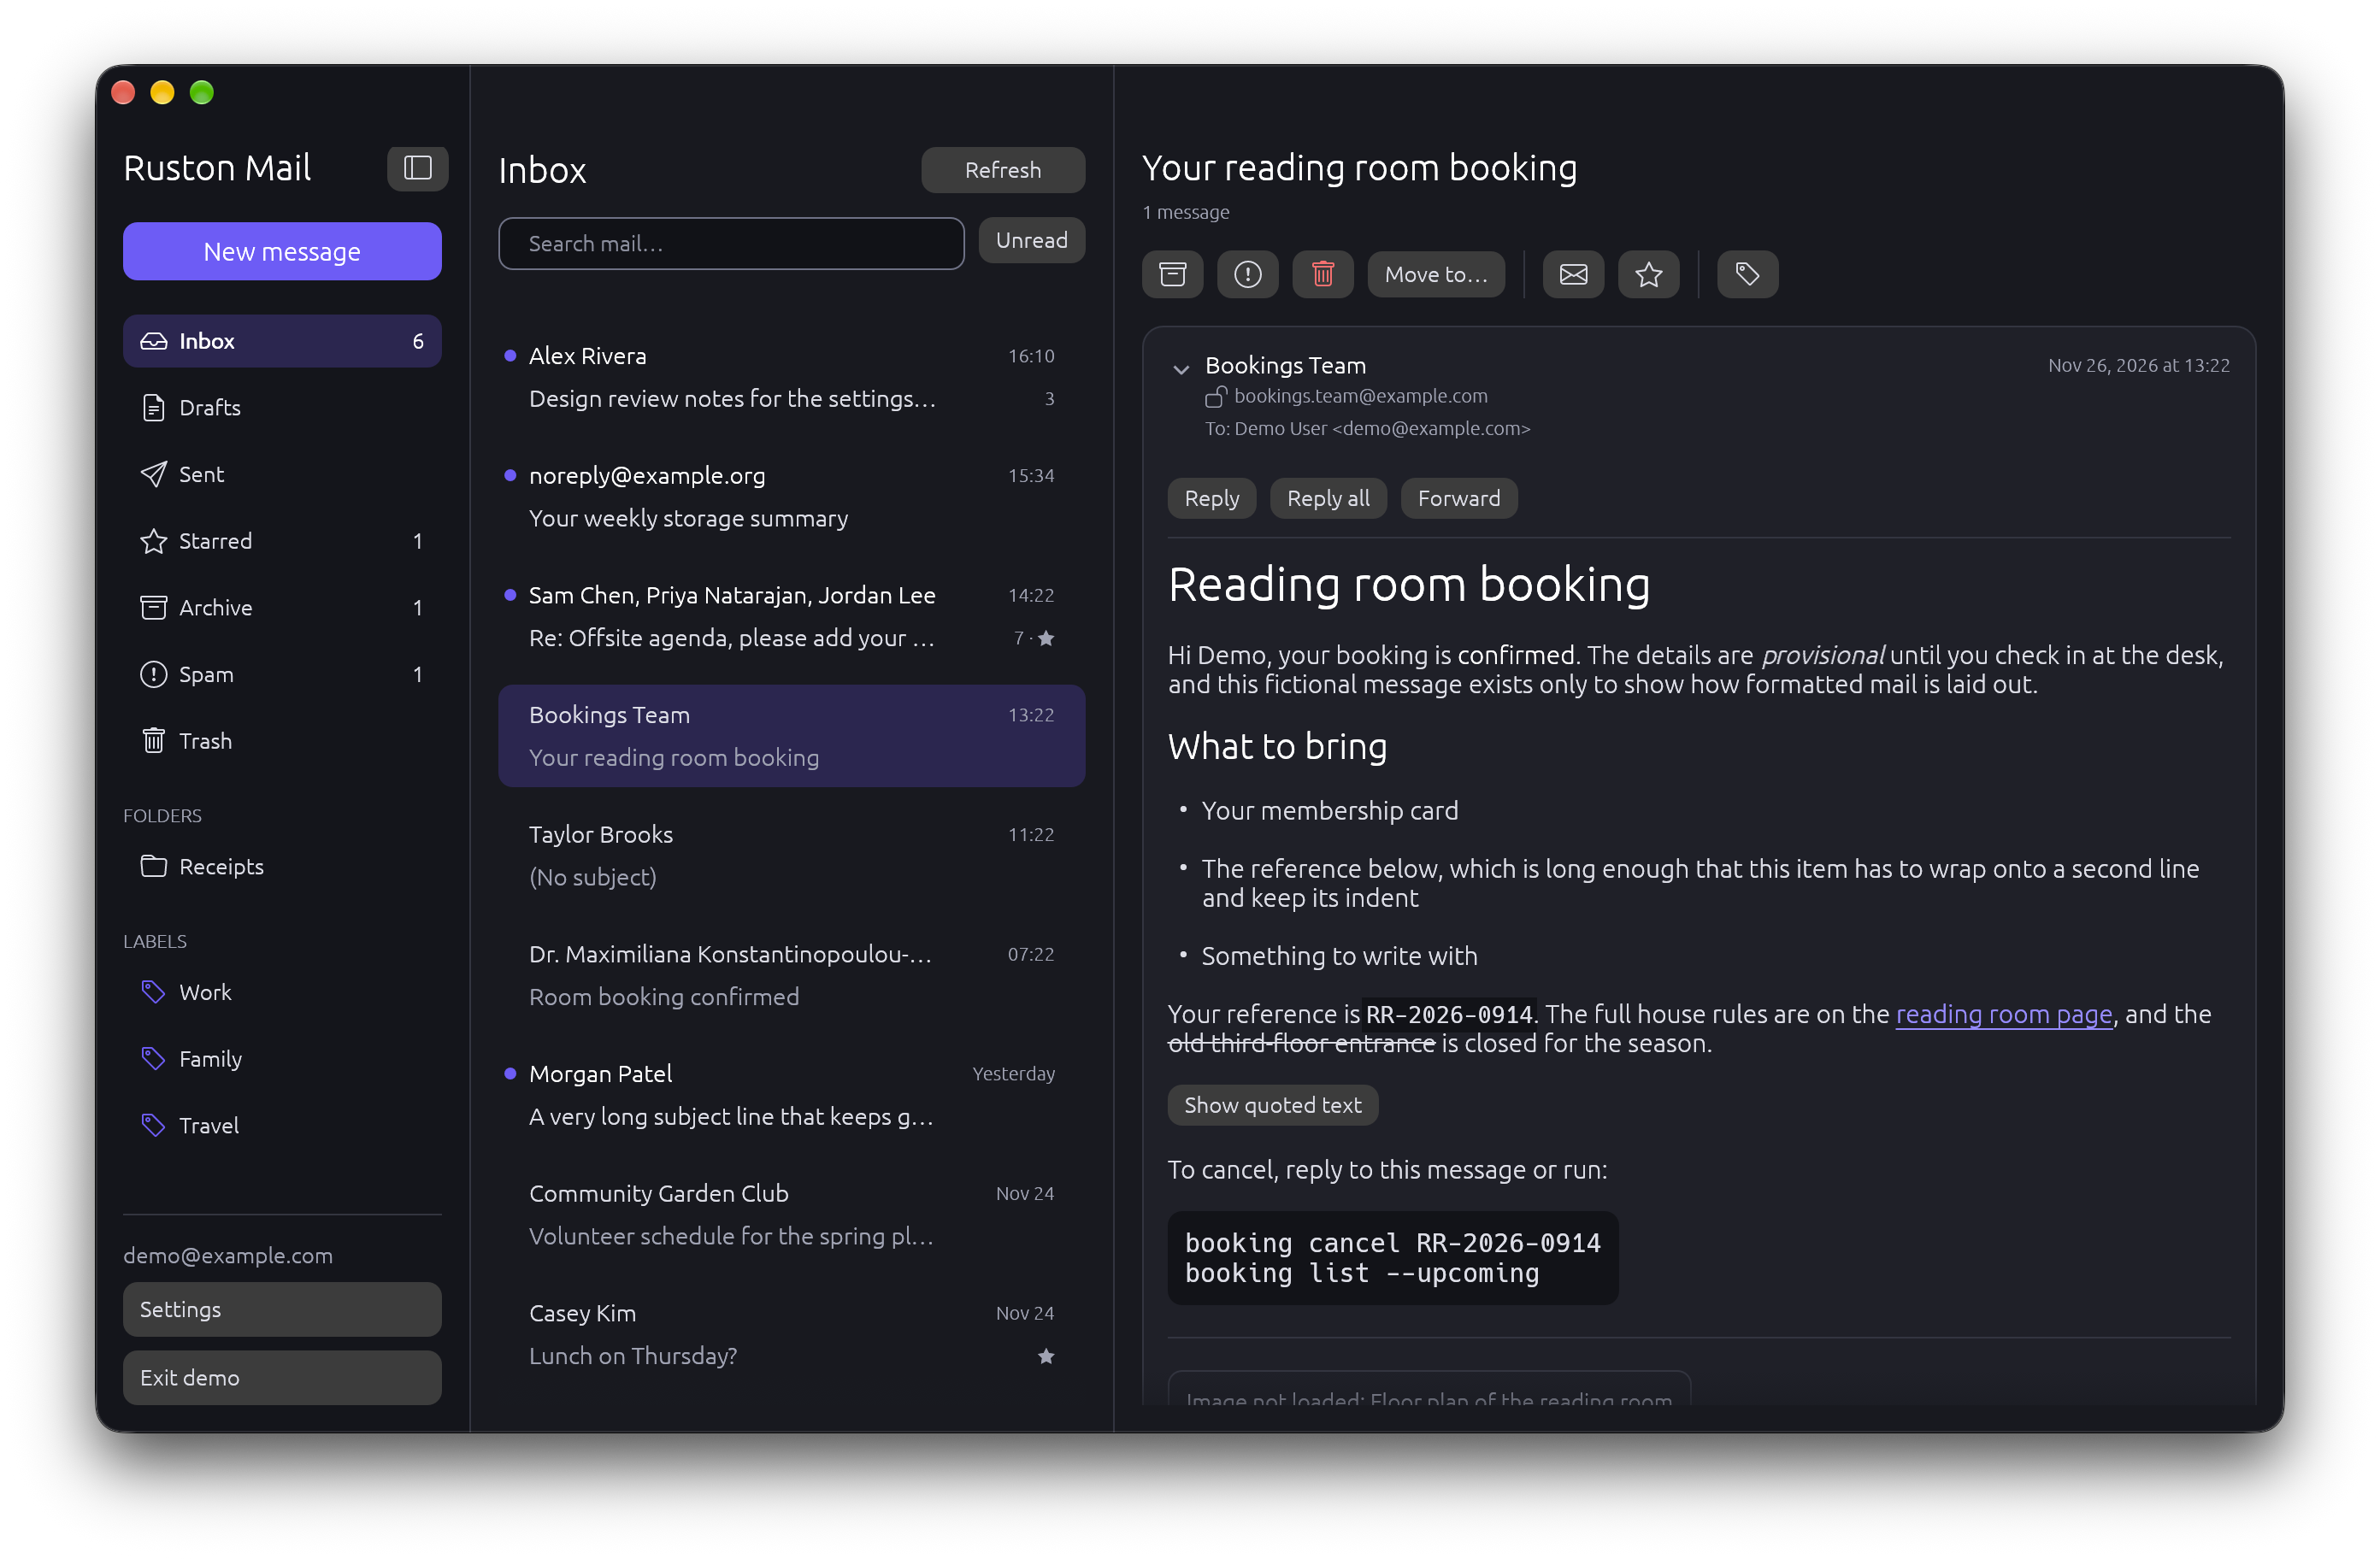 Ruston Mail
New message
Inbox 6
Drafts
Sent
Starred 1
Archive 1
Spam 1
Trash
FOLDERS
Receipts
LABELS
Work
Family
Travel
demo@example.com
Settings
Exit demo
Inbox Refresh
Search mail… Unread
Alex Rivera 16:10
Design review notes for the settings… 3
noreply@example.org 15:34
Your weekly storage summary
Sam Chen, Priya Natarajan, Jordan Lee 14:22
Re: Offsite agenda, please add your … 7 · ★
Bookings Team 13:22
Your reading room booking
Taylor Brooks 11:22
(No subject)
Dr. Maximiliana Konstantinopoulou-… 07:22
Room booking confirmed
Morgan Patel Yesterday
A very long subject line that keeps g…
Community Garden Club Nov 24
Volunteer schedule for the spring pl…
Casey Kim Nov 24
Lunch on Thursday? ★
Your reading room booking
1 message
Move to…
Bookings Team Nov 26, 2026 at 13:22
bookings.team@example.com
To: Demo User <demo@example.com>
Reply Reply all Forward
Reading room booking
Hi Demo, your booking is confirmed. The details are provisional until you check in at the desk,
and this fictional message exists only to show how formatted mail is laid out.
What to bring
• Your membership card
• The reference below, which is long enough that this item has to wrap onto a second line
and keep its indent
• Something to write with
Your reference is RR-2026-0914. The full house rules are on the reading room page, and the
old third-floor entrance is closed for the season.
Show quoted text
To cancel, reply to this message or run:
booking cancel RR-2026-0914
booking list --upcoming
Image not loaded: Floor plan of the reading room